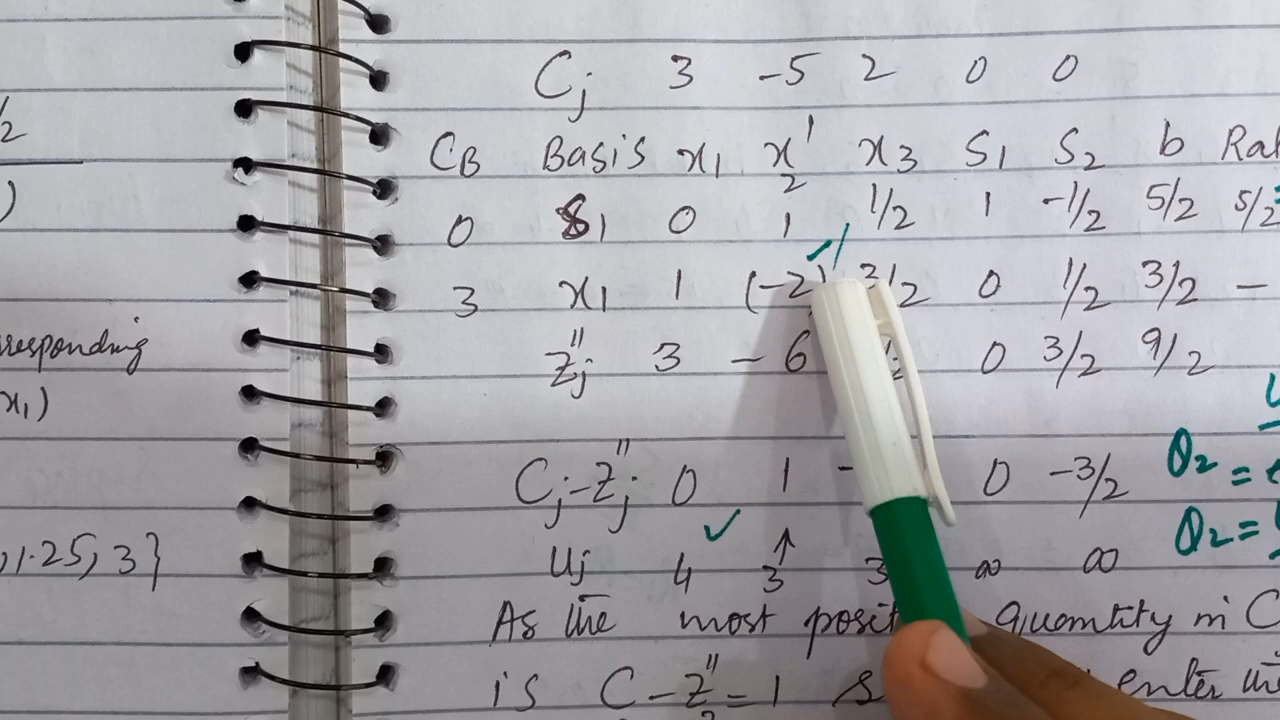 /2
)
rresponding
x₁)
,1.25,3}
Cj 3 -5 2 0 0
CB Basis x₁ x₂' x₃ S₁ S₂ b Rat
0 S₁ 0 1 1/2 1 -1/2 5/2 5/2
3 x₁ 1 (-2) 3/2 0 1/2 3/2 –
Zj" 3 -6 0 3/2 9/2
Cj-Zj" 0 1 - 0 -3/2
θ₂ =
θ₂ =
Uj 4 3 3 ∞ ∞
As the most posit quantity in C
is C-Z₂" = 1 enter the